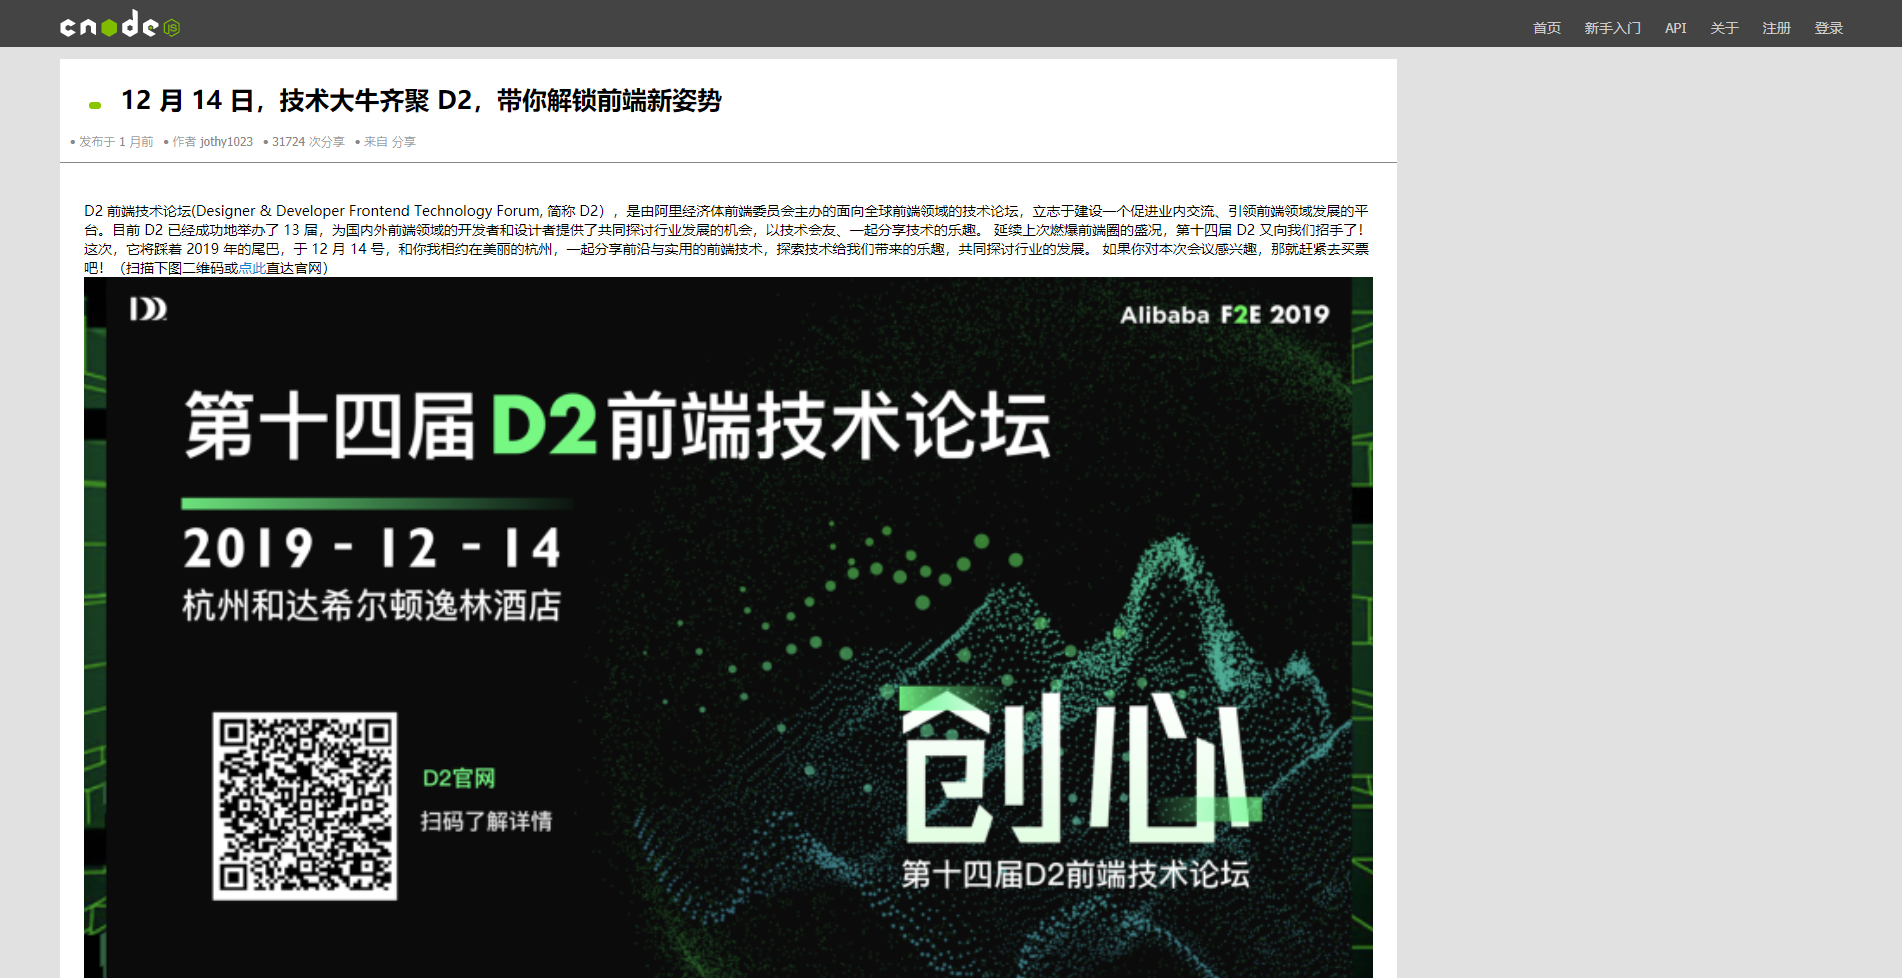 cnode JS
首页 新手入门 API 关于 注册 登录
12 月 14 日，技术大牛齐聚 D2，带你解锁前端新姿势
• 发布于 1 月前 • 作者 jothy1023 • 31724 次分享 • 来自 分享
D2 前端技术论坛(Designer & Developer Frontend Technology Forum, 简称 D2），是由阿里经济体前端委员会主办的面向全球前端领域的技术论坛，立志于建设一个促进业内交流、引领前端领域发展的平
台。目前 D2 已经成功地举办了 13 届，为国内外前端领域的开发者和设计者提供了共同探讨行业发展的机会，以技术会友、一起分享技术的乐趣。 延续上次燃爆前端圈的盛况，第十四届 D2 又向我们招手了！
这次，它将踩着 2019 年的尾巴，于 12 月 14 号，和你我相约在美丽的杭州，一起分享前沿与实用的前端技术，探索技术给我们带来的乐趣，共同探讨行业的发展。 如果你对本次会议感兴趣，那就赶紧去买票
吧！（扫描下图二维码或点此直达官网）
Alibaba F2E 2019
第十四届D2前端技术论坛
2019 - 12 - 14
杭州和达希尔顿逸林酒店
D2官网
扫码了解详情
创心
第十四届D2前端技术论坛